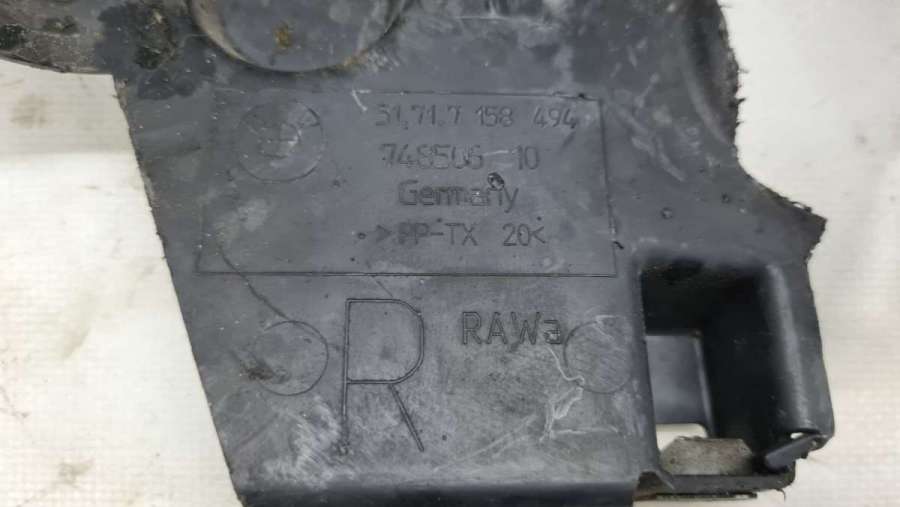 51.71.7 158 494
748506 10
Germany
>PP-TX 20<
R
RAWa